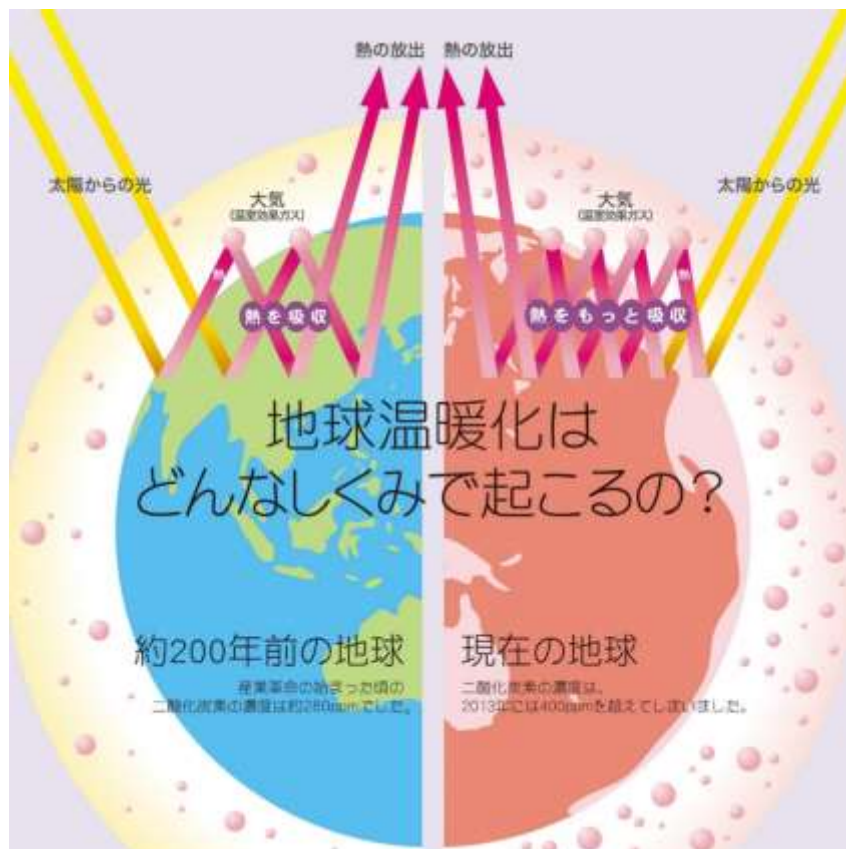 熱の放出 熱の放出
太陽からの光
太陽からの光
大気
(温室効果ガス)
大気
(温室効果ガス)
熱
熱
熱を吸収
熱をもっと吸収
地球温暖化は
どんなしくみで起こるの?
約200年前の地球
産業革命の始まった頃の
二酸化炭素の濃度は約280ppmでした。
現在の地球
二酸化炭素の濃度は、
2013年には400ppmを超えてしまいました。